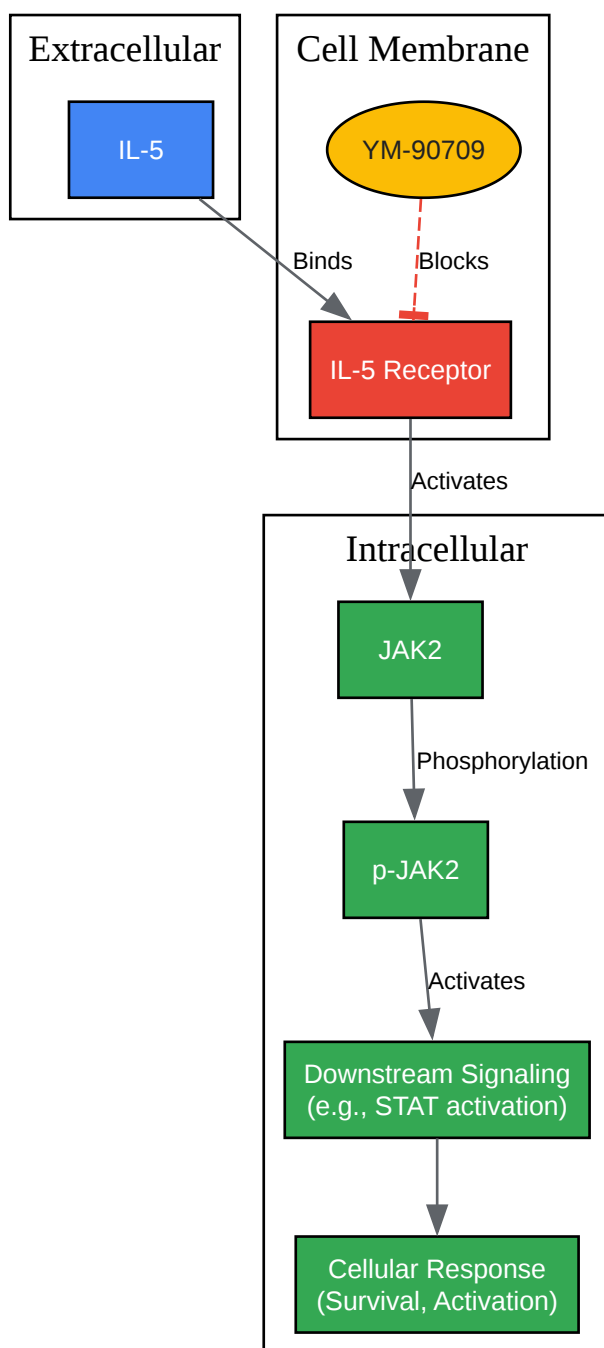 Extracellular
Cell Membrane
IL-5
YM-90709
Binds
Blocks
IL-5 Receptor
Activates
Intracellular
JAK2
Phosphorylation
p-JAK2
Activates
Downstream Signaling
(e.g., STAT activation)
Cellular Response
(Survival, Activation)